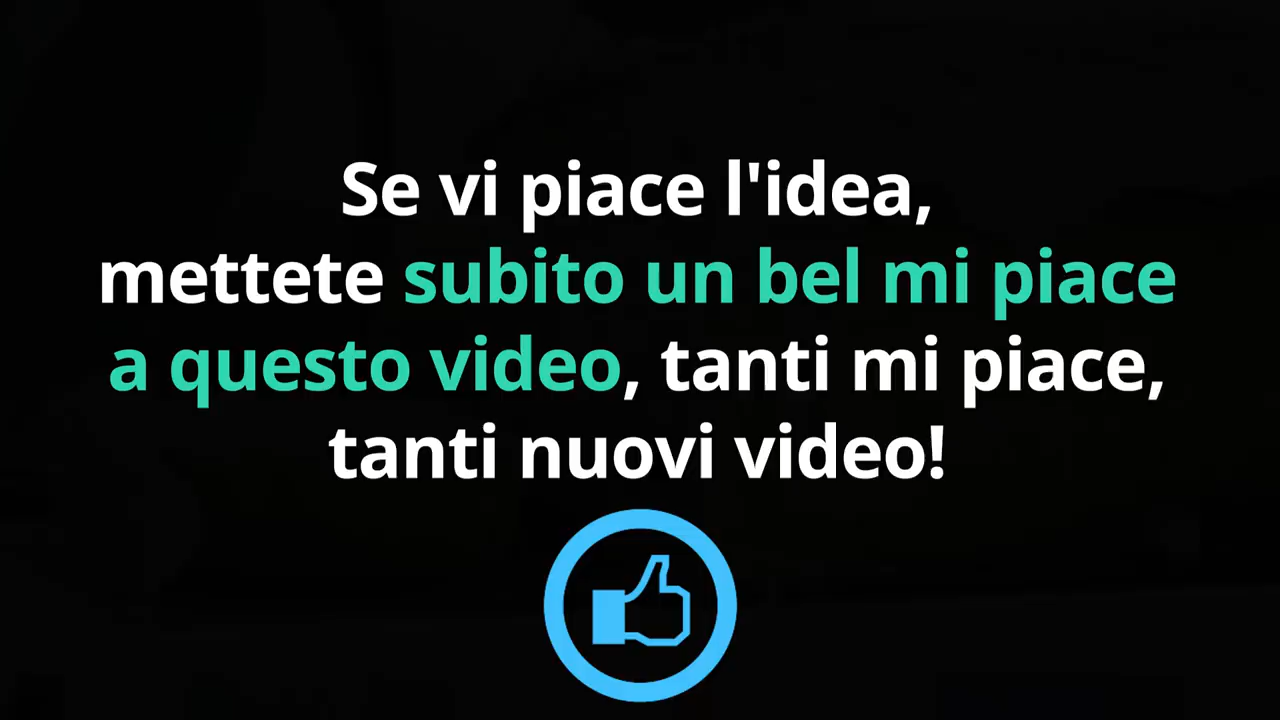 Se vi piace l'idea,
mettete subito un bel mi piace
a questo video, tanti mi piace,
tanti nuovi video!